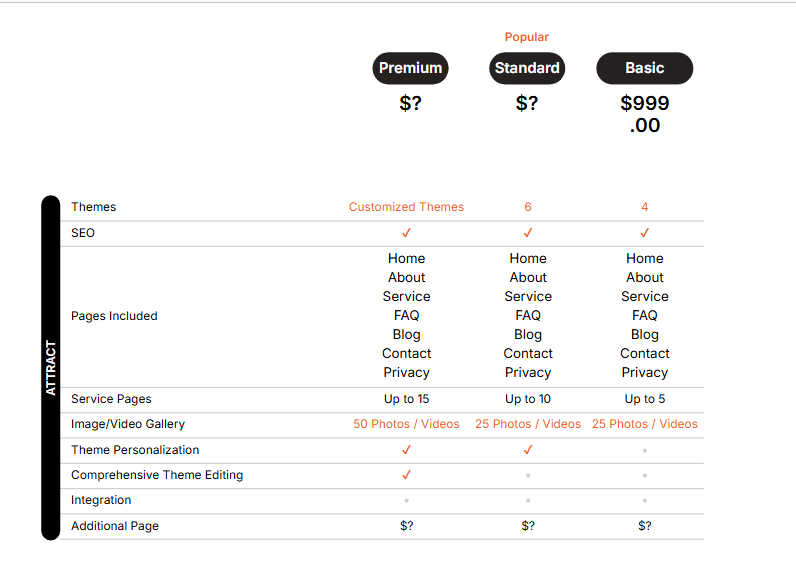 Popular
Premium Standard Basic
$? $? $999
.00
Themes Customized Themes 6 4
SEO ✓ ✓ ✓
Home Home Home
About About About
Service Service Service
Pages Included FAQ FAQ FAQ
Blog Blog Blog
Contact Contact Contact
Privacy Privacy Privacy
ATTRACT
Service Pages Up to 15 Up to 10 Up to 5
Image/Video Gallery 50 Photos / Videos 25 Photos / Videos 25 Photos / Videos
Theme Personalization ✓ ✓ •
Comprehensive Theme Editing ✓ • •
Integration • • •
Additional Page $? $? $?